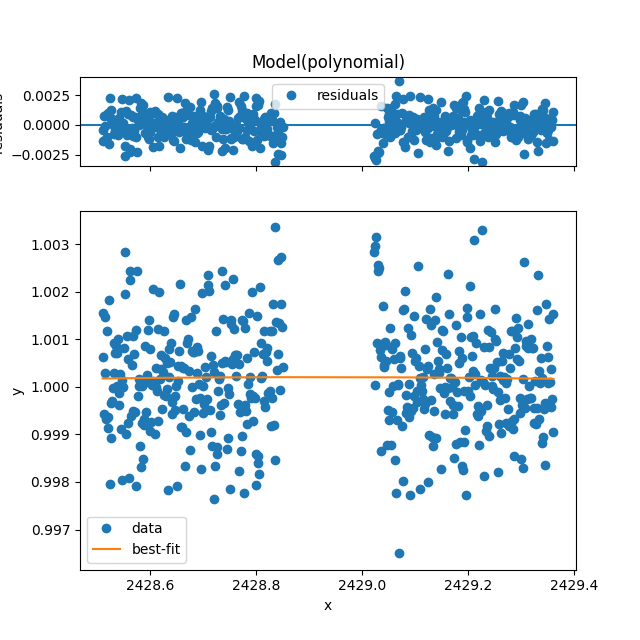 Model(polynomial)
residuals
0.0025
0.0000
−0.0025
residuals
1.003
1.002
1.001
1.000
0.999
0.998
0.997
y
data
best-fit
2428.6 2428.8 2429.0 2429.2 2429.4
x